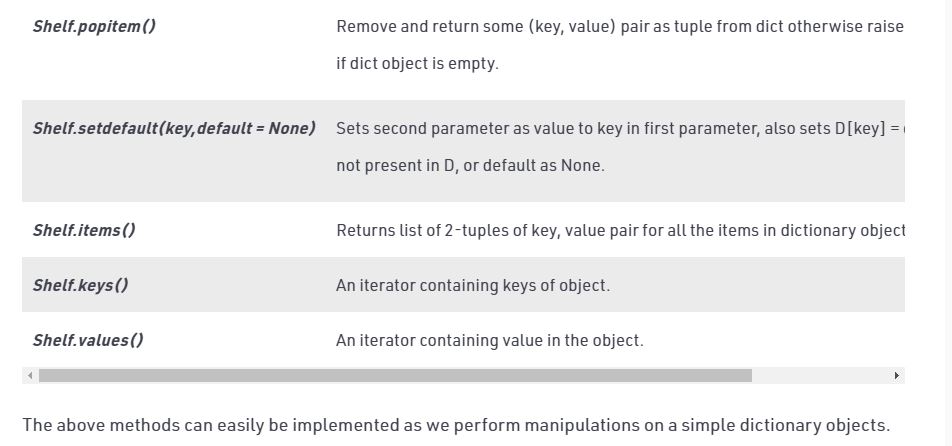 Shelf.popitem() Remove and return some (key, value) pair as tuple from dict otherwise raise
if dict object is empty.
Shelf.setdefault(key,default = None) Sets second parameter as value to key in first parameter, also sets D[key] =
not present in D, or default as None.
Shelf.items() Returns list of 2-tuples of key, value pair for all the items in dictionary object
Shelf.keys() An iterator containing keys of object.
Shelf.values() An iterator containing value in the object.
The above methods can easily be implemented as we perform manipulations on a simple dictionary objects.